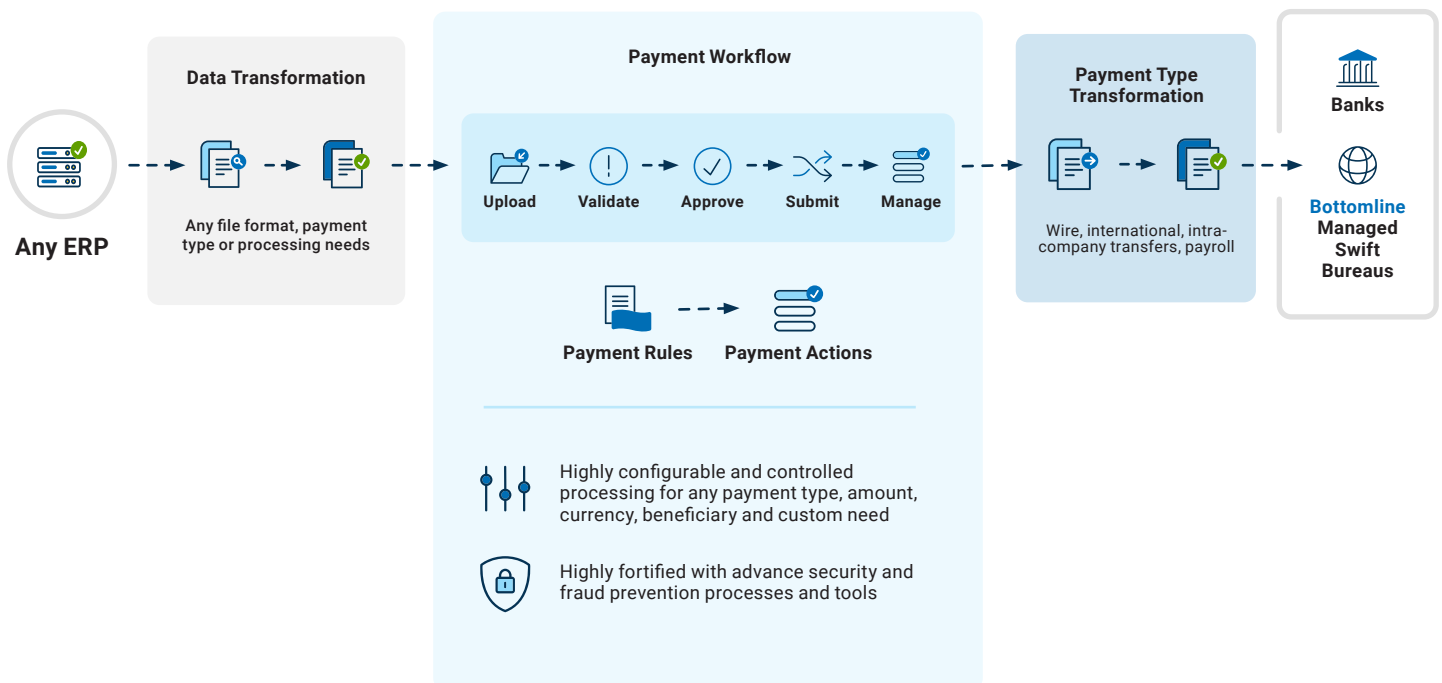 Any ERP
Data Transformation
Any file format, payment
type or processing needs
Payment Workflow
Upload
Validate
Approve
Submit
Manage
Payment Rules
Payment Actions
Highly configurable and controlled
processing for any payment type, amount,
currency, beneficiary and custom need
Highly fortified with advance security and
fraud prevention processes and tools
Payment Type
Transformation
Wire, international, intra-
company transfers, payroll
Banks
Bottomline
Managed
Swift
Bureaus